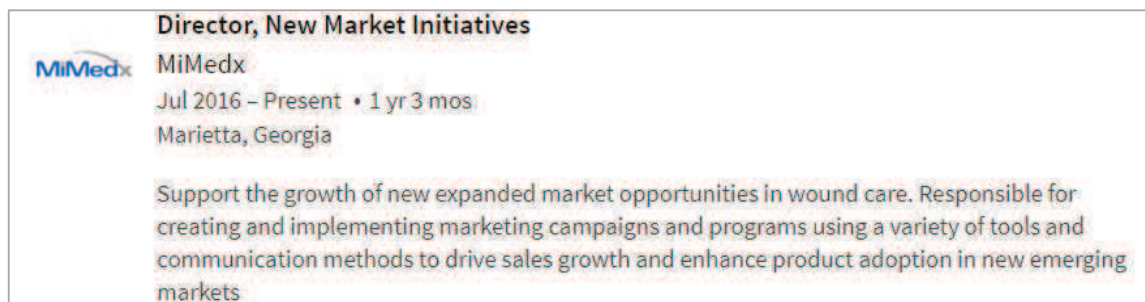 Director, New Market Initiatives
MiMedx
MiMedx
Jul 2016 – Present • 1 yr 3 mos
Marietta, Georgia
Support the growth of new expanded market opportunities in wound care. Responsible for
creating and implementing marketing campaigns and programs using a variety of tools and
communication methods to drive sales growth and enhance product adoption in new emerging
markets